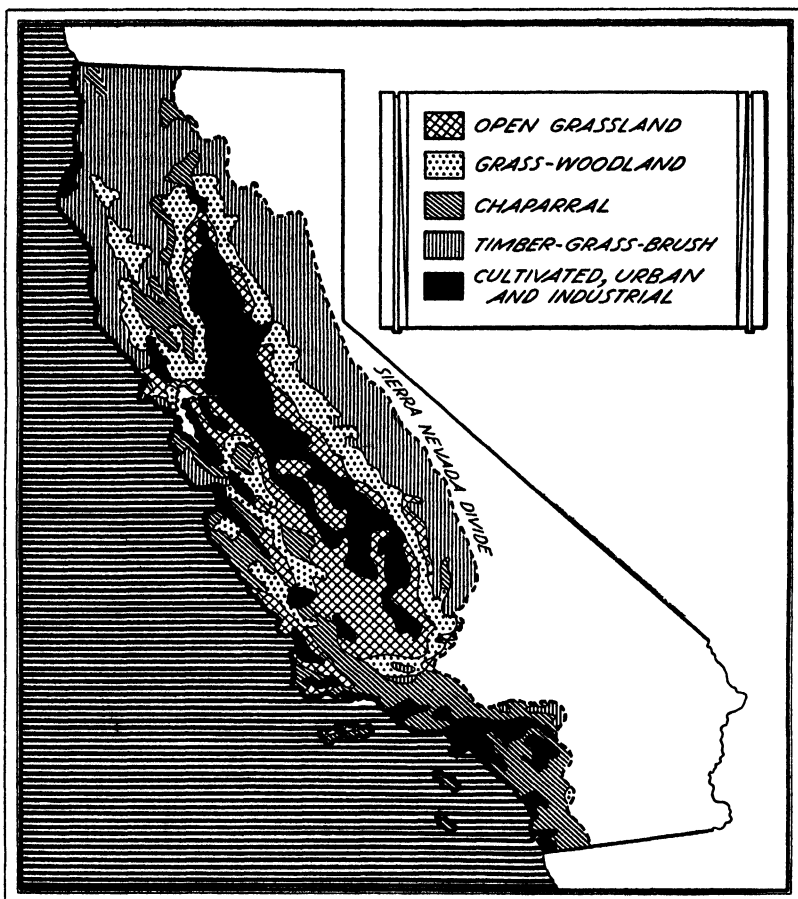 OPEN GRASSLAND
GRASS-WOODLAND
CHAPARRAL
TIMBER-GRASS-BRUSH
CULTIVATED, URBAN
AND INDUSTRIAL
SIERRA NEVADA DIVIDE